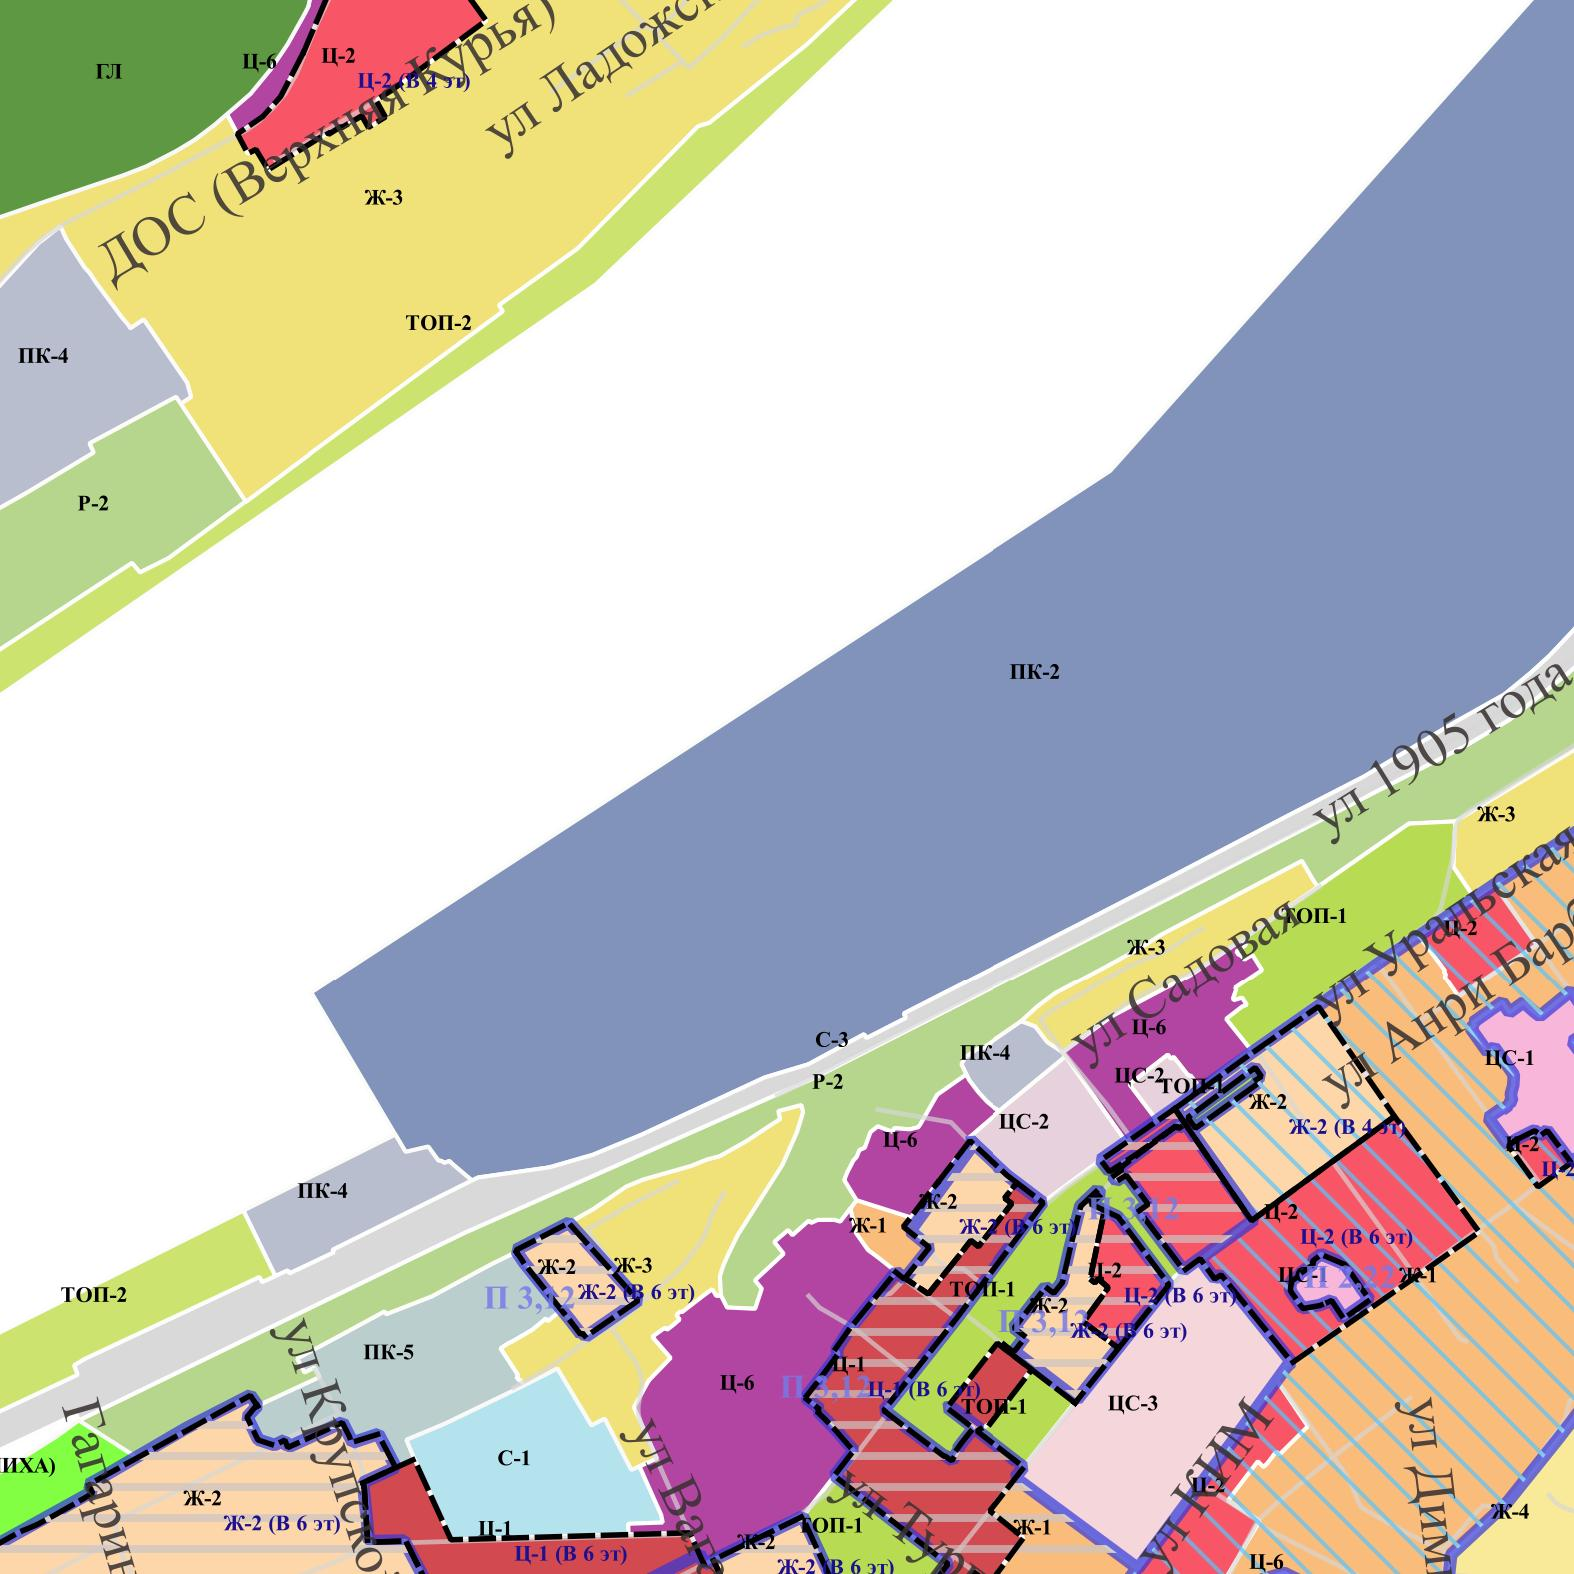 Ц-6
Ц-2
ГЛ
Ц-2 (В 4 эт)
ДОС (Верхняя Курья)
Ж-3
ТОП-2
ПК-4
Р-2
ПК-2
ул 1905 года
Ж-3
ТОП-1
Ц-2
ул Уральская
Ж-3
ул Садовая
Ц-6
С-3
ПК-4
ЦС-1
Р-2
ЦС-2
ТОП-1
Ж-2
ЦС-2
Ж-2 (В 4 эт)
Ц-6
Ц-2
ПК-4
Ж-2
П 3,12
Ц-2
Ж-1
Ж-2 (В 6 эт)
Ц-2 (В 6 эт)
Ж-2
Ж-3
Ц-2
П 2,22
Ж-1
ТОП-2
П 3,12
Ж-2 (В 6 эт)
ТОП-1
Ц-2 (В 6 эт)
Ж-2
П 3,12
Ж-2 (В 6 эт)
ПК-5
Ц-1
Ц-6
П 3,12
Ц-1 (В 6 эт)
ТОП-1
ЦС-3
С-1
ул КИМ
Ц-2
Ж-2
Ж-2 (В 6 эт)
Ц-1
Ц-1 (В 6 эт)
ТОП-1
Ж-1
Ж-4
Ж-2
Ж-2 (В 6 эт)
Ц-6